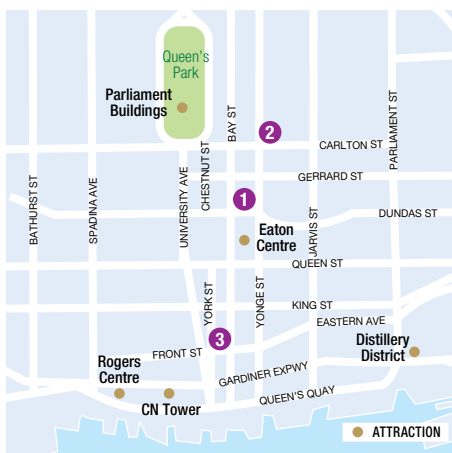 Queen's
Park
Parliament
Buildings
BAY ST
2
CARLTON ST
PARLIAMENT ST
CHESTNUT ST
GERRARD ST
BATHURST ST
SPADINA AVE
UNIVERSITY AVE
1
DUNDAS ST
JARVIS ST
Eaton
Centre
QUEEN ST
YORK ST
YONGE ST
KING ST
EASTERN AVE
3
FRONT ST
Distillery
District
Rogers
Centre
GARDINER EXPWY
CN Tower
QUEEN'S QUAY
ATTRACTION